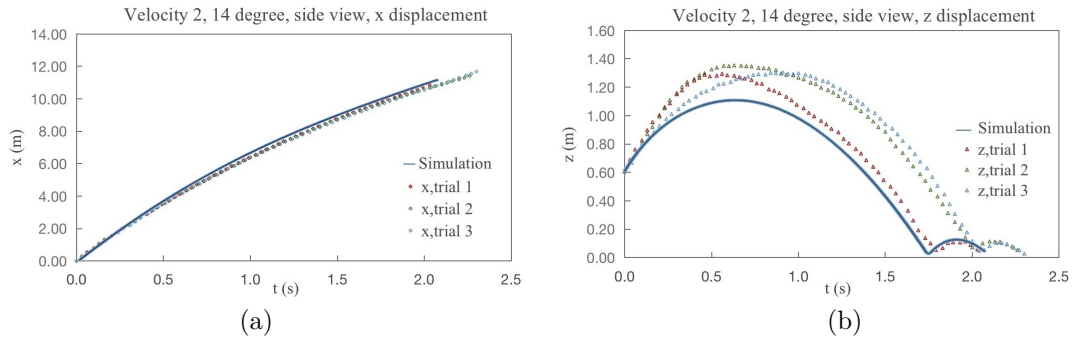 Velocity 2, 14 degree, side view, x displacement
14.00
12.00
10.00
8.00
6.00
4.00
2.00
0.00
x (m)
Simulation
x,trial 1
x,trial 2
x,trial 3
0.0 0.5 1.0 1.5 2.0 2.5
t (s)
(a)
Velocity 2, 14 degree, side view, z displacement
1.60
1.40
1.20
1.00
0.80
0.60
0.40
0.20
0.00
z (m)
Simulation
z,trial 1
z,trial 2
z,trial 3
0.0 0.5 1.0 1.5 2.0 2.5
t (s)
(b)